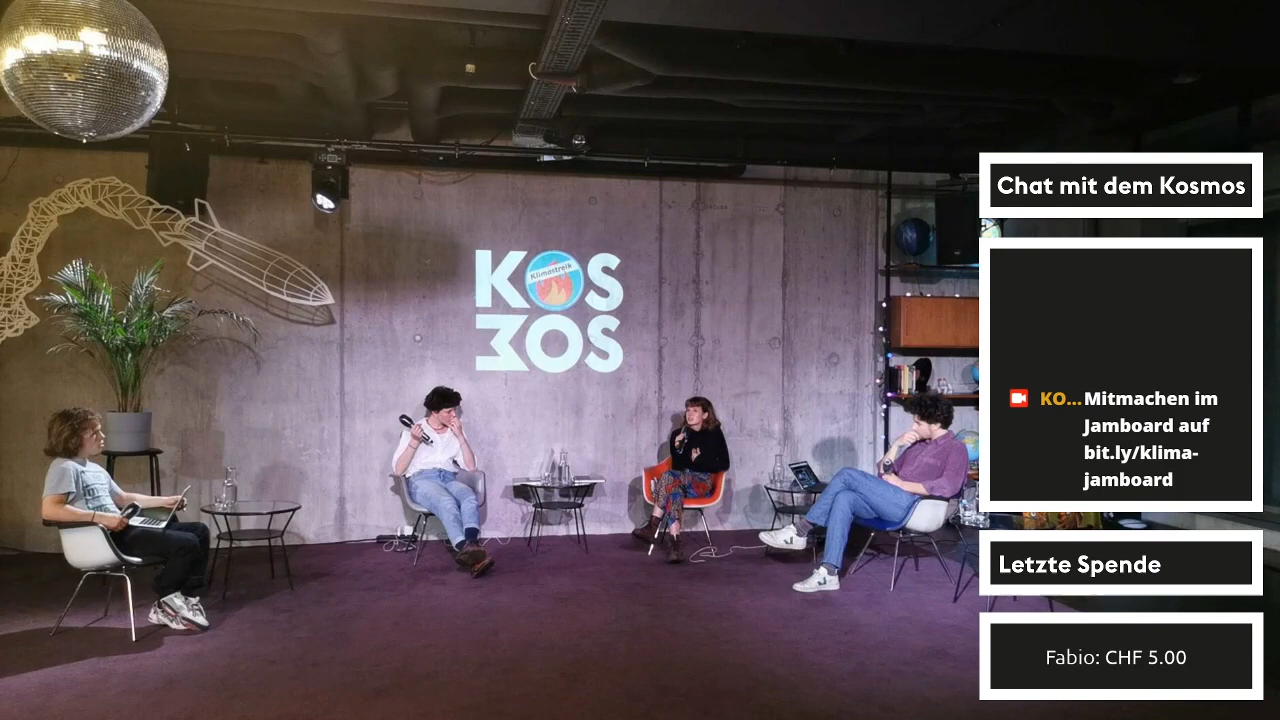 KOS
Klimastreik
MOS
Chat mit dem Kosmos
KO... Mitmachen im
Jamboard auf
bit.ly/klima-
jamboard
Letzte Spende
Fabio: CHF 5.00